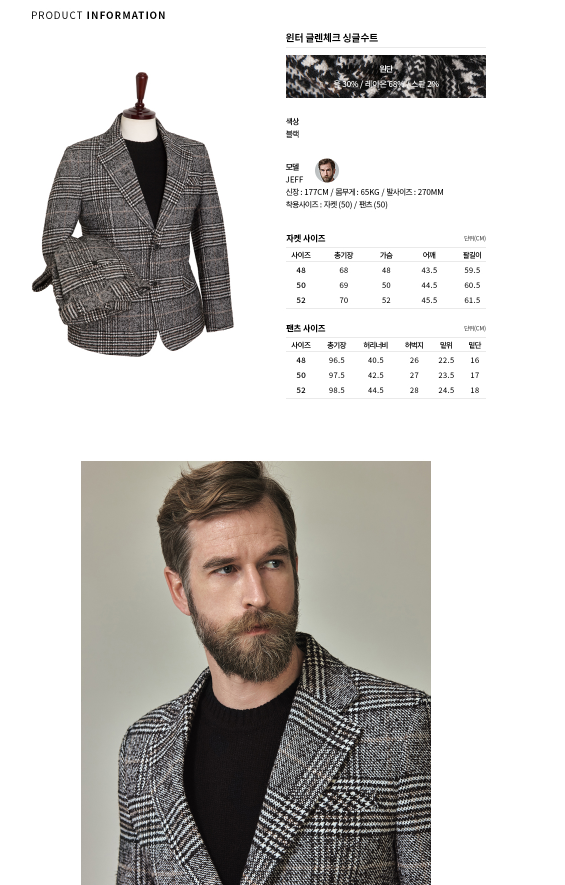 PRODUCT INFORMATION
윈터 글렌체크 싱글수트
원단
울 30% / 레이온 68% / 스판 2%
색상
블랙
모델
JEFF
신장 : 177CM / 몸무게 : 65KG / 발사이즈 : 270MM
착용사이즈 : 자켓 (50) / 팬츠 (50)
자켓 사이즈 단위(CM)
사이즈 총기장 가슴 어깨 팔길이
48 68 48 43.5 59.5
50 69 50 44.5 60.5
52 70 52 45.5 61.5
팬츠 사이즈 단위(CM)
사이즈 총기장 허리너비 허벅지 밑위 밑단
48 96.5 40.5 26 22.5 16
50 97.5 42.5 27 23.5 17
52 98.5 44.5 28 24.5 18